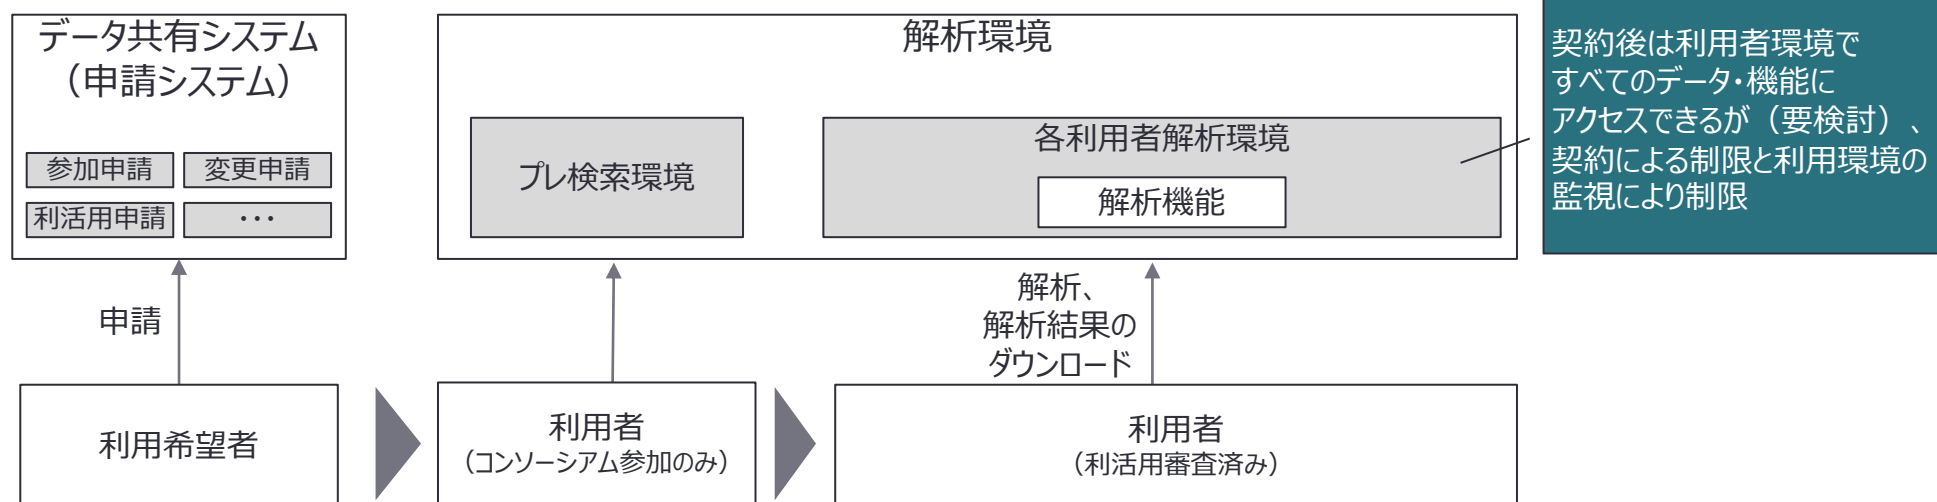 データ共有システム
（申請システム）
参加申請
変更申請
利活用申請
・・・
解析環境
プレ検索環境
各利用者解析環境
解析機能
契約後は利用者環境で
すべてのデータ・機能に
アクセスできるが（要検討）、
契約による制限と利用環境の
監視により制限
申請
解析、
解析結果の
ダウンロード
利用希望者
利用者
（コンソーシアム参加のみ）
利用者
（利活用審査済み）